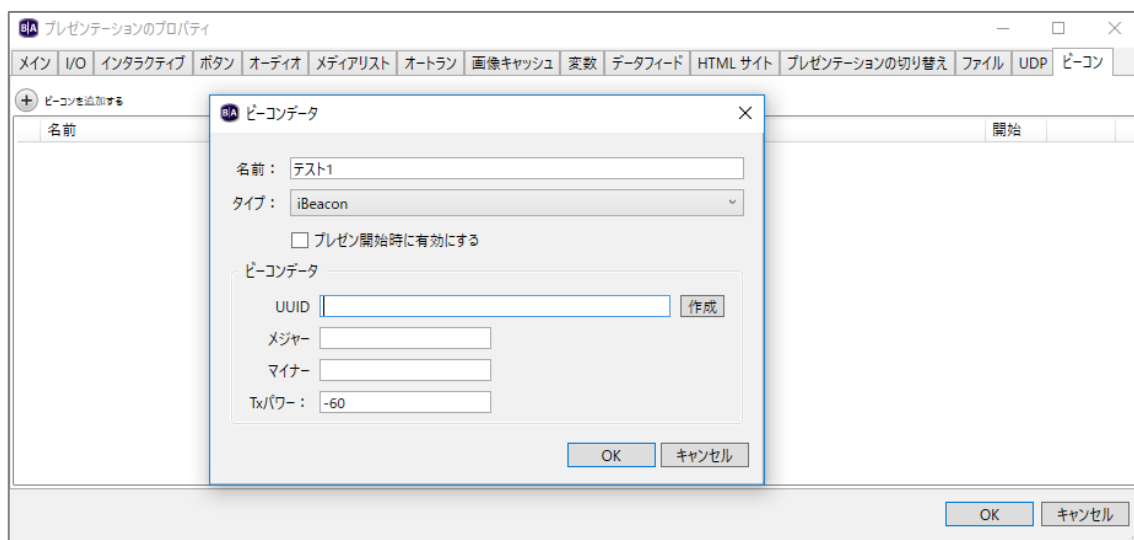 BA プレゼンテーションのプロパティ
メイン I/O インタラクティブ ボタン オーディオ メディアリスト オートラン 画像キャッシュ 変数 データフィード HTML サイト プレゼンテーションの切り替え ファイル UDP ビーコン
ビーコンを追加する
名前 開始
BA ビーコンデータ
名前： テスト1
タイプ： iBeacon
プレゼン開始時に有効にする
ビーコンデータ
UUID 作成
メジャー
マイナー
Txパワー： -60
OK キャンセル
OK キャンセル